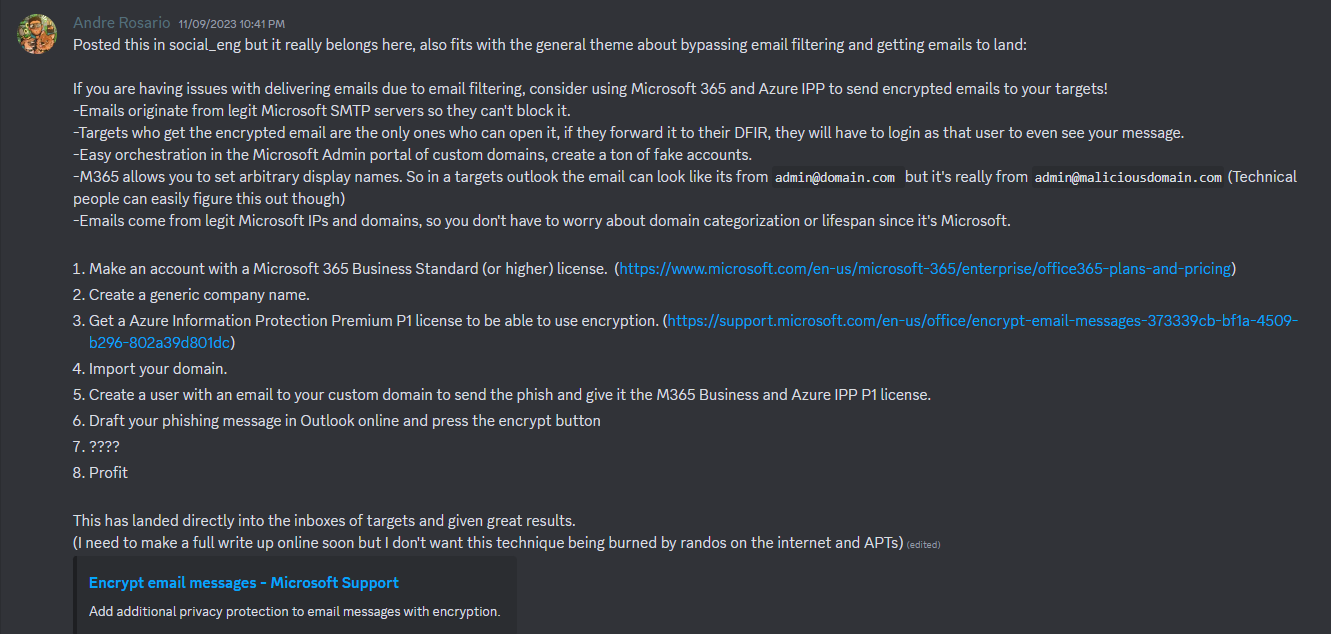 Andre Rosario 11/09/2023 10:41 PM
Posted this in social_eng but it really belongs here, also fits with the general theme about bypassing email filtering and getting emails to land:
If you are having issues with delivering emails due to email filtering, consider using Microsoft 365 and Azure IPP to send encrypted emails to your targets!
-Emails originate from legit Microsoft SMTP servers so they can't block it.
-Targets who get the encrypted email are the only ones who can open it, if they forward it to their DFIR, they will have to login as that user to even see your message.
-Easy orchestration in the Microsoft Admin portal of custom domains, create a ton of fake accounts.
-M365 allows you to set arbitrary display names. So in a targets outlook the email can look like its from admin@domain.com but it's really from admin@maliciousdomain.com (Technical
people can easily figure this out though)
-Emails come from legit Microsoft IPs and domains, so you don't have to worry about domain categorization or lifespan since it's Microsoft.
1. Make an account with a Microsoft 365 Business Standard (or higher) license. (https://www.microsoft.com/en-us/microsoft-365/enterprise/office365-plans-and-pricing)
2. Create a generic company name.
3. Get a Azure Information Protection Premium P1 license to be able to use encryption. (https://support.microsoft.com/en-us/office/encrypt-email-messages-373339cb-bf1a-4509-
b296-802a39d801dc)
4. Import your domain.
5. Create a user with an email to your custom domain to send the phish and give it the M365 Business and Azure IPP P1 license.
6. Draft your phishing message in Outlook online and press the encrypt button
7. ????
8. Profit
This has landed directly into the inboxes of targets and given great results.
(I need to make a full write up online soon but I don't want this technique being burned by randos on the internet and APTs) (edited)
Encrypt email messages - Microsoft Support
Add additional privacy protection to email messages with encryption.